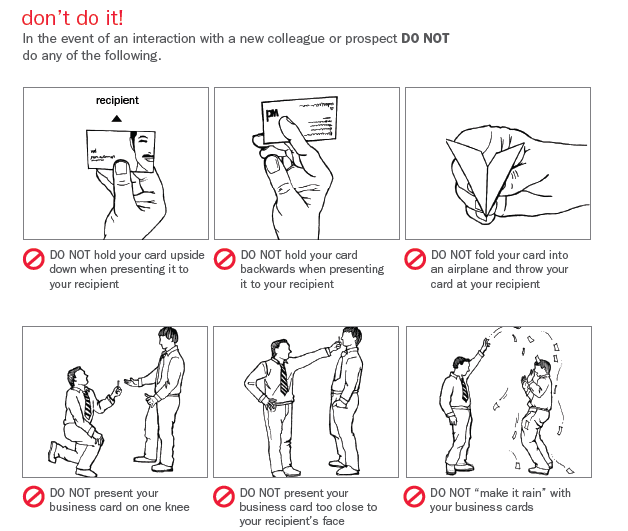 don't do it!
In the event of an interaction with a new colleague or prospect DO NOT
do any of the following.
recipient
DO NOT hold your card upside
down when presenting it to
your recipient
DO NOT hold your card
backwards when presenting
it to your recipient
DO NOT fold your card into
an airplane and throw your
card at your recipient
DO NOT present your
business card on one knee
DO NOT present your
business card too close to
your recipient's face
DO NOT "make it rain" with
your business cards